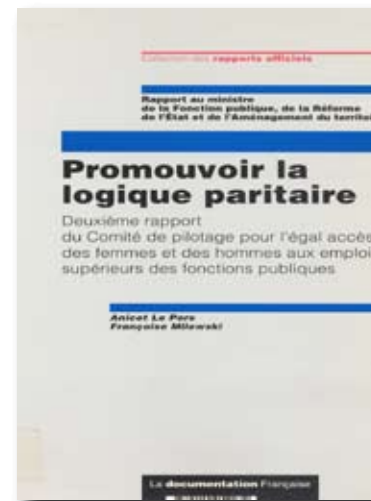 Collection des rapports officiels
Rapport au ministre
de la Fonction publique, de la Réforme
de l'État et de l'Aménagement du territoi
Promouvoir la
logique paritaire
Deuxième rapport
du Comité de pilotage pour l'égal accès
des femmes et des hommes aux emploi
supérieurs des fonctions publiques
Anicet Le Pors
Françoise Milewski
La documentation Française